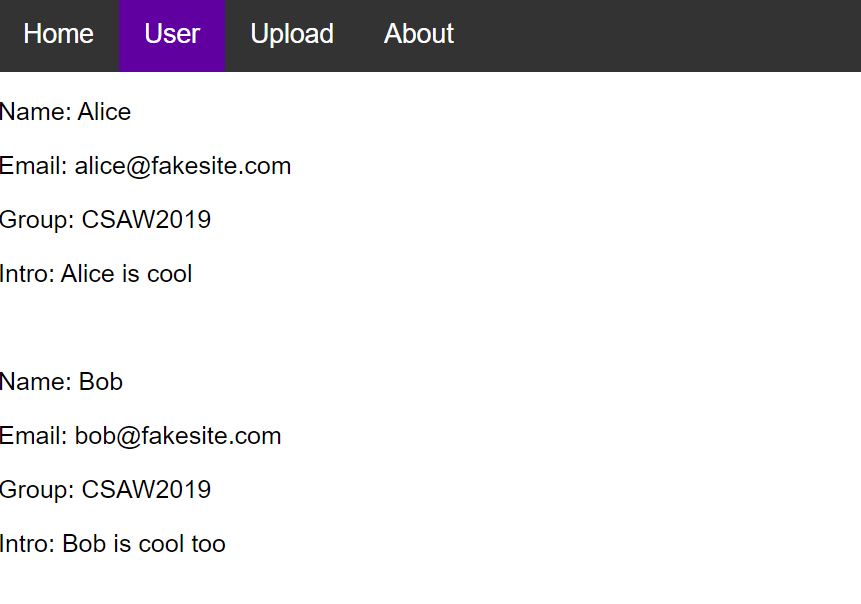 Home User Upload About
Name: Alice
Email: alice@fakesite.com
Group: CSAW2019
Intro: Alice is cool
Name: Bob
Email: bob@fakesite.com
Group: CSAW2019
Intro: Bob is cool too